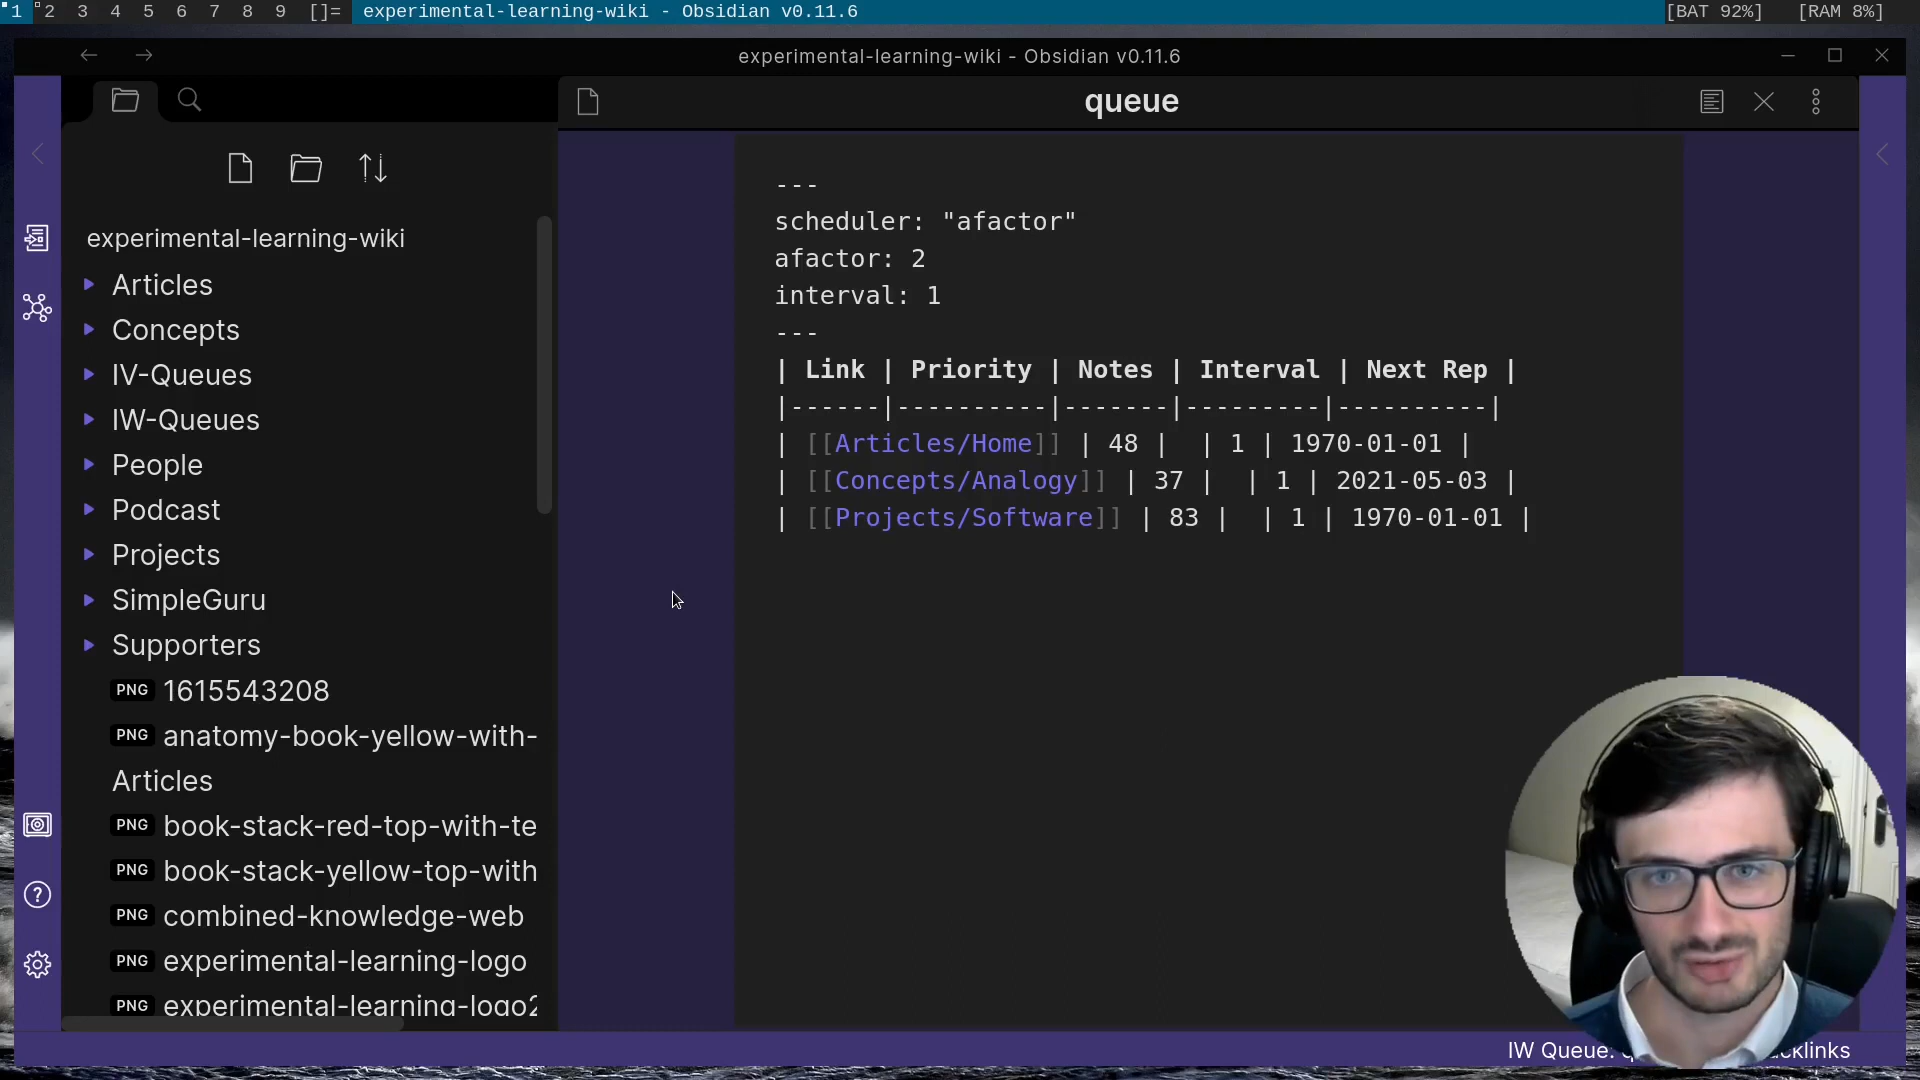 1 2 3 4 5 6 7 8 9 []= experimental-learning-wiki - Obsidian v0.11.6 [BAT 92%] [RAM 8%]
experimental-learning-wiki - Obsidian v0.11.6
queue
experimental-learning-wiki
Articles
Concepts
IV-Queues
IW-Queues
People
Podcast
Projects
SimpleGuru
Supporters
PNG 1615543208
PNG anatomy-book-yellow-with-
Articles
PNG book-stack-red-top-with-te
PNG book-stack-yellow-top-with
PNG combined-knowledge-web
PNG experimental-learning-logo
PNG experimental-learning-logo2
---
scheduler: "afactor"
afactor: 2
interval: 1
---
| Link | Priority | Notes | Interval | Next Rep |
|------|----------|-------|---------|----------|
| [[Articles/Home]] | 48 |  | 1 | 1970-01-01 |
| [[Concepts/Analogy]] | 37 |  | 1 | 2021-05-03 |
| [[Projects/Software]] | 83 |  | 1 | 1970-01-01 |
IW Queue: